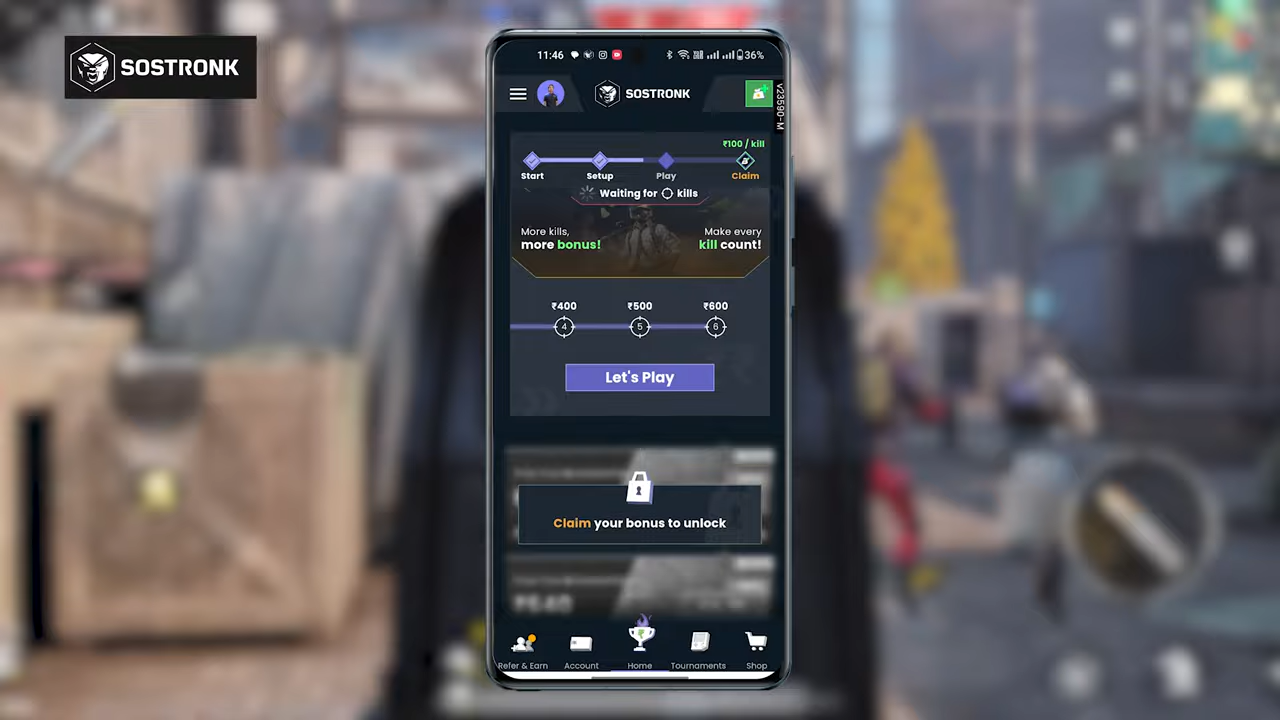 SOSTRONK
11:46
36%
SOSTRONK
v23590-M
₹100 / kill
Start
Setup
Play
Claim
Waiting for kills
More kills,
more bonus!
Make every
kill count!
₹400
₹500
₹600
4
5
6
Let's Play
Claim your bonus to unlock
Refer & Earn
Account
Home
Tournaments
Shop